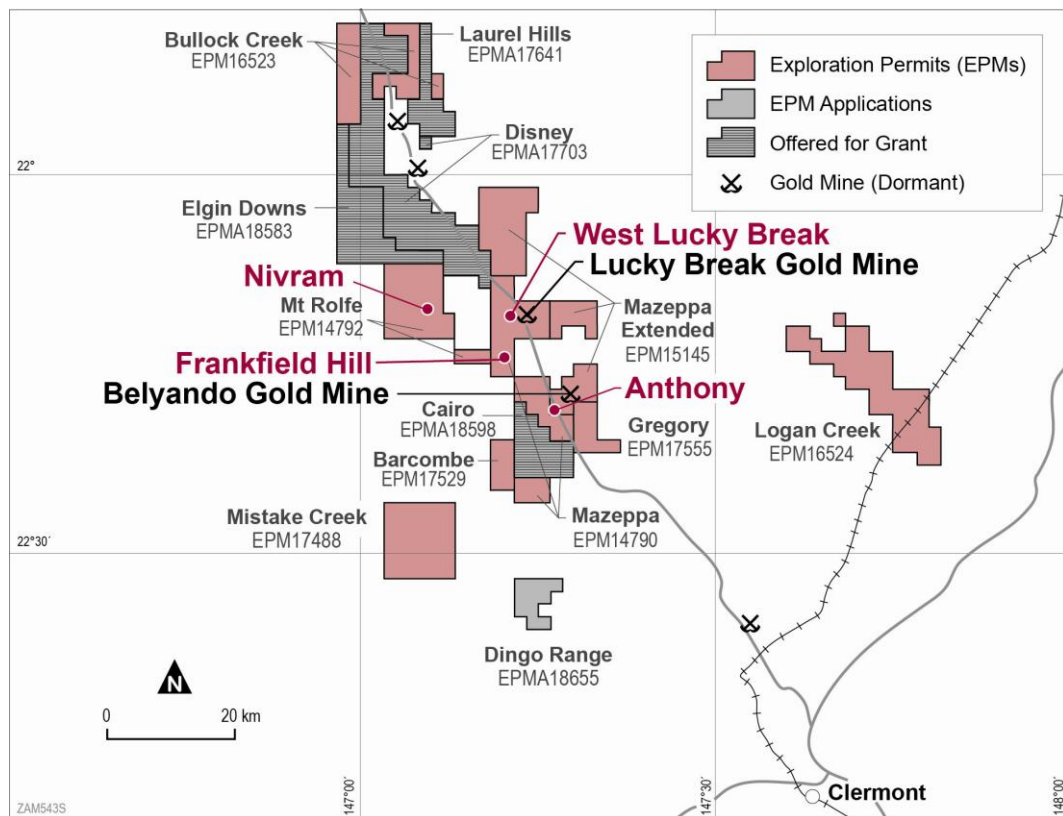 Bullock Creek
EPM16523
Laurel Hills
EPMA17641
Exploration Permits (EPMs)
EPM Applications
Offered for Grant
Gold Mine (Dormant)
Disney
EPMA17703
22°
Elgin Downs
EPMA18583
West Lucky Break
Lucky Break Gold Mine
Nivram
Mt Rolfe
EPM14792
Mazeppa
Extended
EPM15145
Frankfield Hill
Belyando Gold Mine
Anthony
Cairo
EPMA18598
Gregory
EPM17555
Logan Creek
EPM16524
Barcombe
EPM17529
Mistake Creek
EPM17488
Mazeppa
EPM14790
22°30´
Dingo Range
EPMA18655
N
0 20 km
147°00´
147°30´
148°00´
Clermont
ZAM543S